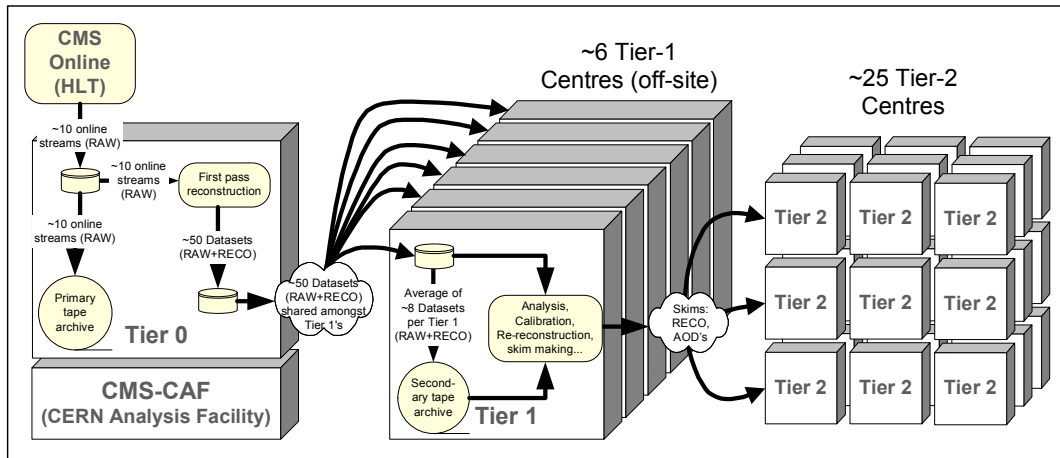 CMS
Online
(HLT)
~10 online
streams (RAW)
~10 online
streams
(RAW)
First pass
reconstruction
~10 online
streams (RAW)
~50 Datasets
(RAW+RECO)
Primary
tape
archive
Tier 0
CMS-CAF
(CERN Analysis Facility)
~50 Datasets
(RAW+RECO)
shared amongst
Tier 1's
~6 Tier-1
Centres (off-site)
Average of
~8 Datasets
per Tier 1
(RAW+RECO)
Analysis,
Calibration,
Re-reconstruction,
skim making...
Second-
ary tape
archive
Tier 1
Skims:
RECO,
AOD's
~25 Tier-2
Centres
Tier 2
Tier 2
Tier 2
Tier 2
Tier 2
Tier 2
Tier 2
Tier 2
Tier 2